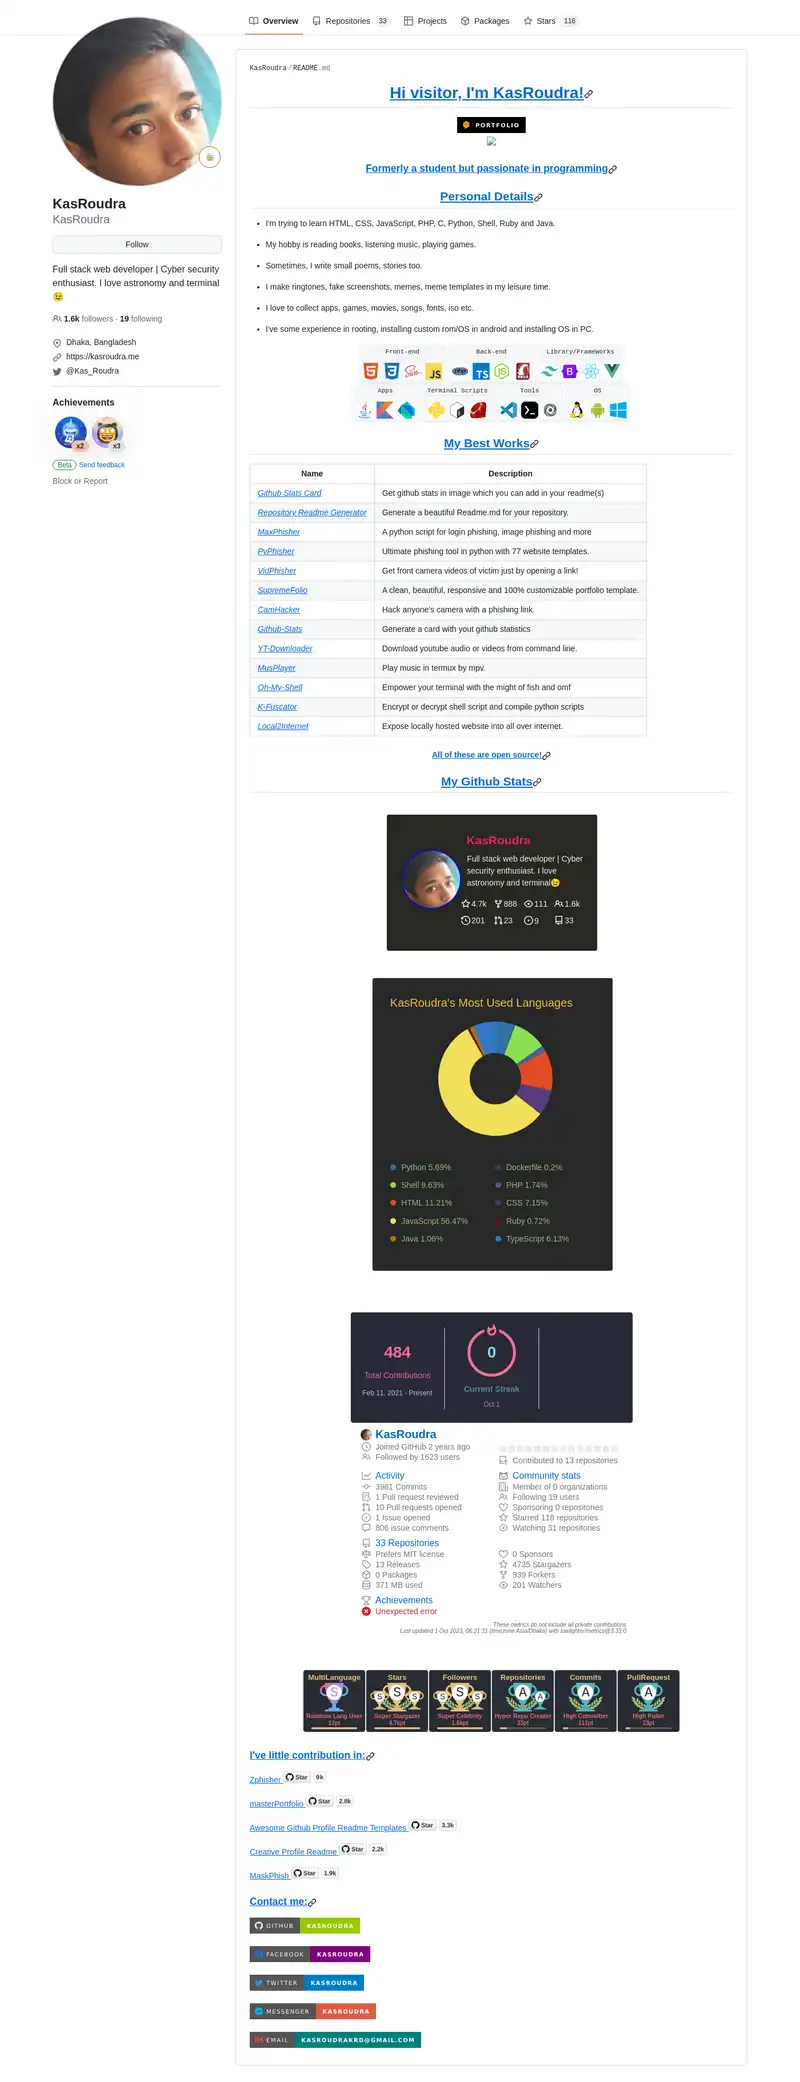 Overview Repositories 33 Projects Packages Stars 118
KasRoudra
KasRoudra
Follow
Full stack web developer | Cyber security
enthusiast. I love astronomy and terminal
😉
1.6k followers · 19 following
Dhaka, Bangladesh
https://kasroudra.me
@Kas_Roudra
Achievements
x2 x3
Beta Send feedback
Block or Report
KasRoudra / README.md
Hi visitor, I'm KasRoudra!
PORTFOLIO
Formerly a student but passionate in programming
Personal Details
• I'm trying to learn HTML, CSS, JavaScript, PHP, C, Python, Shell, Ruby and Java.
• My hobby is reading books, listening music, playing games.
• Sometimes, I write small poems, stories too.
• I make ringtones, fake screenshots, memes, meme templates in my leisure time.
• I love to collect apps, games, movies, songs, fonts, iso etc.
• I've some experience in rooting, installing custom rom/OS in android and installing OS in PC.
Front-end Back-end Library/FrameWorks
Apps Terminal Scripts Tools OS
My Best Works
Name Description
Github Stats Card Get github stats in image which you can add in your readme(s)
Repository Readme Generator Generate a beautiful Readme.md for your repository.
MaxPhisher A python script for login phishing, image phishing and more
PyPhisher Ultimate phishing tool in python with 77 website templates.
VidPhisher Get front camera videos of victim just by opening a link!
SupremeFolio A clean, beautiful, responsive and 100% customizable portfolio template.
CamHacker Hack anyone's camera with a phishing link.
Github-Stats Generate a card with yout github statistics
YT-Downloader Download youtube audio or videos from command line.
MusPlayer Play music in termux by mpv.
Oh-My-Shell Empower your terminal with the might of fish and omf
K-Fuscator Encrypt or decrypt shell script and compile python scripts
Local2Internet Expose locally hosted website into all over internet.
All of these are open source!
My Github Stats
KasRoudra
Full stack web developer | Cyber
security enthusiast. I love
astronomy and terminal😉
4.7k 888 111 1.6k
201 23 9 33
KasRoudra's Most Used Languages
Python 5.69% Dockerfile 0.2%
Shell 9.63% PHP 1.74%
HTML 11.21% CSS 7.15%
JavaScript 56.47% Ruby 0.72%
Java 1.06% TypeScript 6.13%
484 0
Total Contributions Current Streak
Feb 11, 2021 - Present Oct 1
KasRoudra
Joined GitHub 2 years ago
Followed by 1623 users Contributed to 13 repositories
Activity Community stats
3981 Commits Member of 0 organizations
1 Pull request reviewed Following 19 users
10 Pull requests opened Sponsoring 0 repositories
1 Issue opened Starred 118 repositories
806 issue comments Watching 31 repositories
33 Repositories
Prefers MIT license 0 Sponsors
13 Releases 4735 Stargazers
0 Packages 939 Forkers
371 MB used 201 Watchers
Achievements
Unexpected error
These metrics do not include all private contributions
Last updated 1 Oct 2023, 06:21:31 (timezone Asia/Dhaka) with lowlighter/metrics@3.33.0
MultiLanguage Stars Followers Repositories Commits PullRequest
S S S S S S S A A A A A
Rainbow Lang User Super Stargazer Super Celebrity Hyper Repo Creator High Committer High Puller
12pt 4.7kpt 1.6kpt 33pt 111pt 23pt
I've little contribution in:
Zphisher Star 9k
masterPortfolio Star 2.8k
Awesome Github Profile Readme Templates Star 3.3k
Creative Profile Readme Star 2.2k
MaskPhish Star 1.9k
Contact me:
GITHUB KASROUDRA
FACEBOOK KASROUDRA
TWITTER KASROUDRA
MESSENGER KASROUDRA
EMAIL KASROUDRAKRD@GMAIL.COM